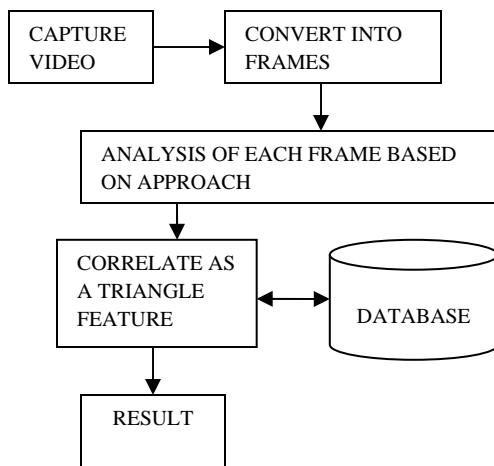 CAPTURE
VIDEO
CONVERT INTO
FRAMES
ANALYSIS OF EACH FRAME BASED
ON APPROACH
CORRELATE AS
A TRIANGLE
FEATURE
DATABASE
RESULT